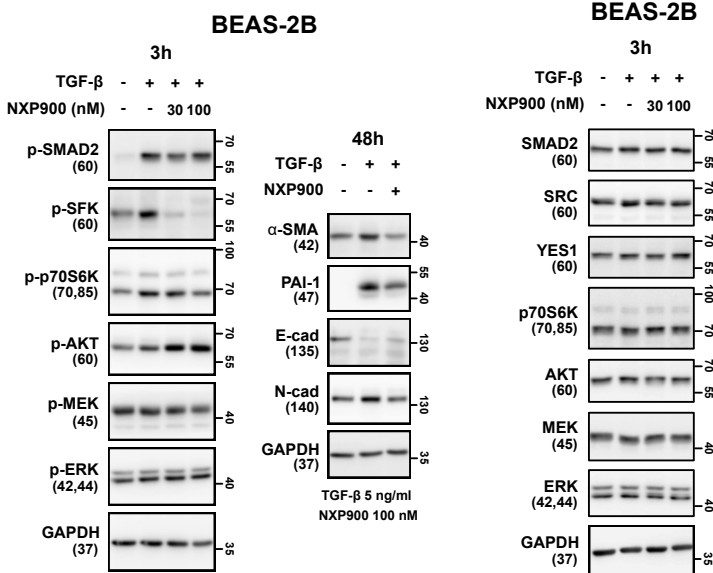 BEAS-2B
3h
TGF-β - + + +
NXP900 (nM) - - 30 100
p-SMAD2
(60)
70
55
p-SFK
(60)
70
55
p-p70S6K
(70,85)
100
70
p-AKT
(60)
70
55
p-MEK
(45)
40
p-ERK
(42,44)
40
GAPDH
(37)
35
48h
TGF-β - + +
NXP900 - - +
α-SMA
(42)
40
PAI-1
(47)
55
40
E-cad
(135)
130
N-cad
(140)
130
GAPDH
(37)
35
TGF-β 5 ng/ml
NXP900 100 nM
BEAS-2B
3h
TGF-β - + + +
NXP900 (nM) - - 30 100
SMAD2
(60)
70
55
SRC
(60)
70
55
YES1
(60)
70
55
p70S6K
(70,85)
100
70
AKT
(60)
70
55
MEK
(45)
40
ERK
(42,44)
40
GAPDH
(37)
35